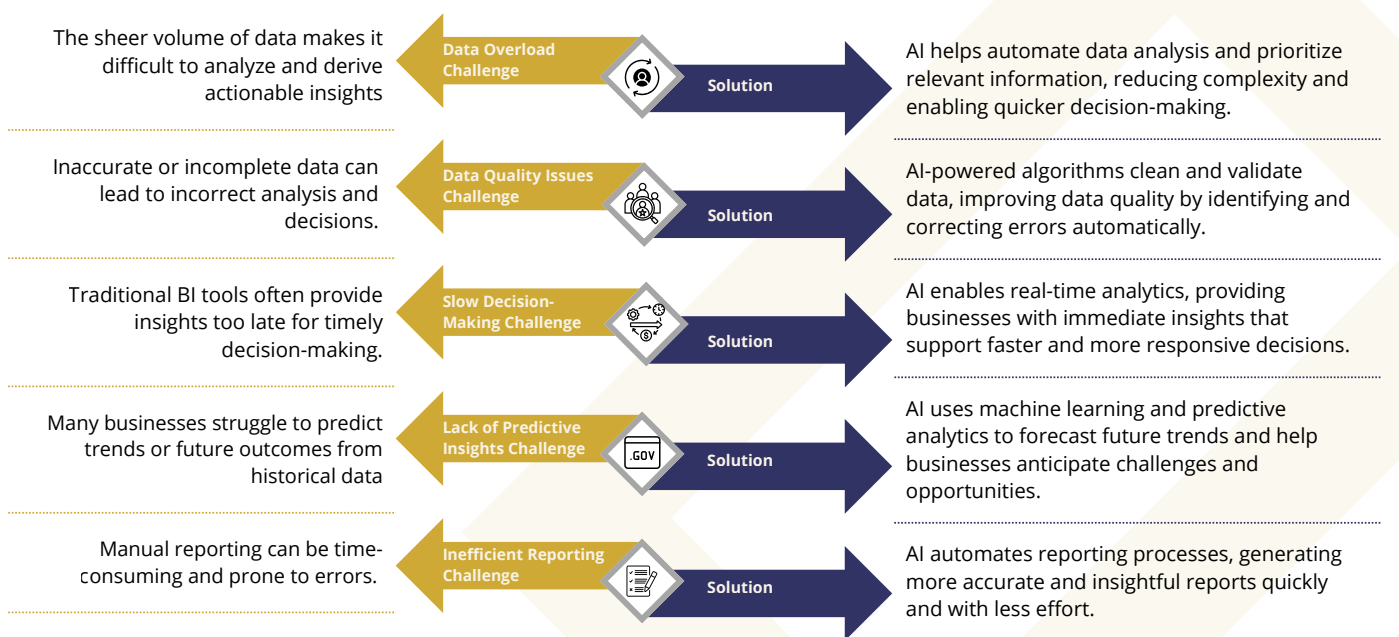 The sheer volume of data makes it
difficult to analyze and derive
actionable insights
Data Overload
Challenge
Solution
AI helps automate data analysis and prioritize
relevant information, reducing complexity and
enabling quicker decision-making.
Inaccurate or incomplete data can
lead to incorrect analysis and
decisions.
Data Quality Issues
Challenge
Solution
AI-powered algorithms clean and validate
data, improving data quality by identifying and
correcting errors automatically.
Traditional BI tools often provide
insights too late for timely
decision-making.
Slow Decision-
Making Challenge
$
Solution
AI enables real-time analytics, providing
businesses with immediate insights that
support faster and more responsive decisions.
Many businesses struggle to predict
trends or future outcomes from
historical data
Lack of Predictive
Insights Challenge
.GOV
Solution
AI uses machine learning and predictive
analytics to forecast future trends and help
businesses anticipate challenges and
opportunities.
Manual reporting can be time-
consuming and prone to errors.
Inefficient Reporting
Challenge
Solution
AI automates reporting processes, generating
more accurate and insightful reports quickly
and with less effort.